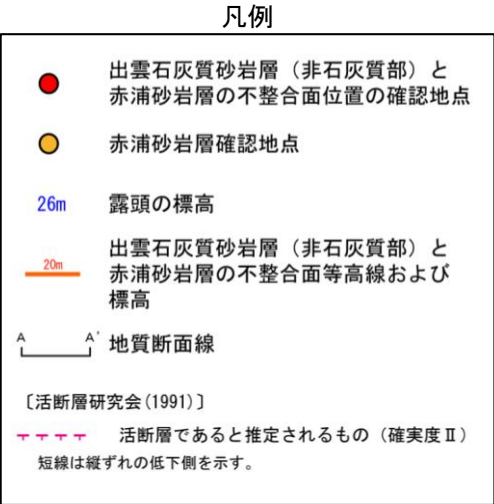 凡例
出雲石灰質砂岩層（非石灰質部）と
赤浦砂岩層の不整合面位置の確認地点
赤浦砂岩層確認地点
26m 露頭の標高
20m 出雲石灰質砂岩層（非石灰質部）と
赤浦砂岩層の不整合面等高線および
標高
A A' 地質断面線
〔活断層研究会(1991)〕
活断層であると推定されるもの（確実度Ⅱ）
短線は縦ずれの低下側を示す。